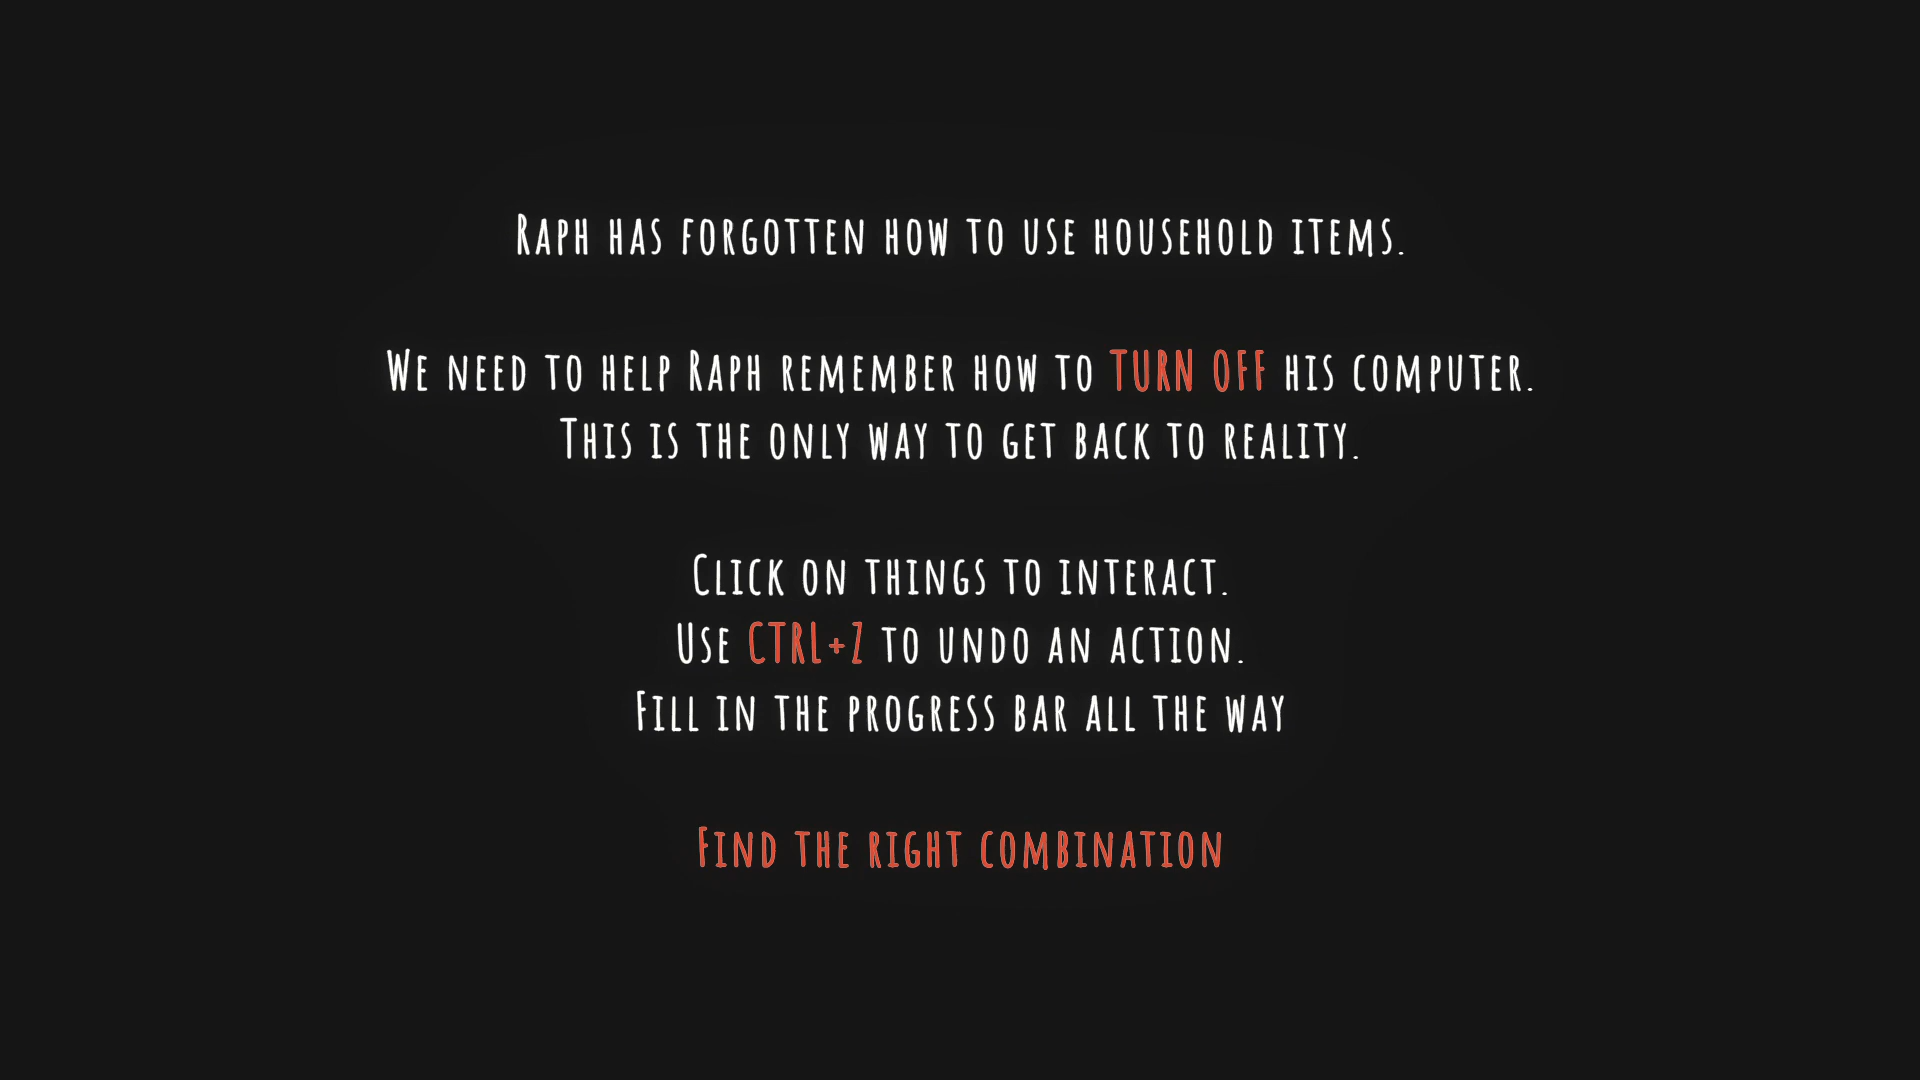 Raph has forgotten how to use household items.
We need to help Raph remember how to TURN OFF his computer.
This is the only way to get back to reality.
Click on things to interact.
Use CTRL+Z to undo an action.
Fill in the progress bar all the way
Find the right combination